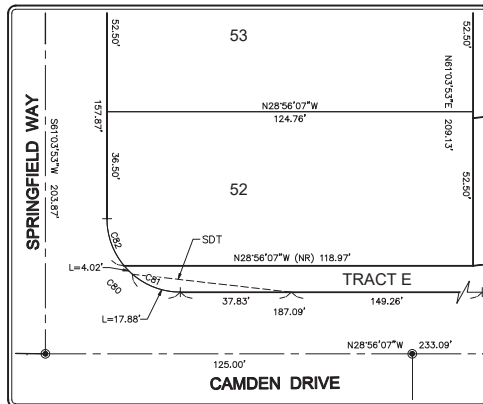 52.50'
53
52.50'
N61°03'53"E 209.13'
SPRINGFIELD WAY
S61°03'53"W 203.87'
157.87'
N28°56'07"W
124.76'
36.50'
52
52.50'
C82
SDT
L=4.02'
N28°56'07"W (NR) 118.97'
C81
TRACT E
C80
37.83'
149.26'
L=17.88'
187.09'
N28°56'07"W 233.09'
125.00'
CAMDEN DRIVE